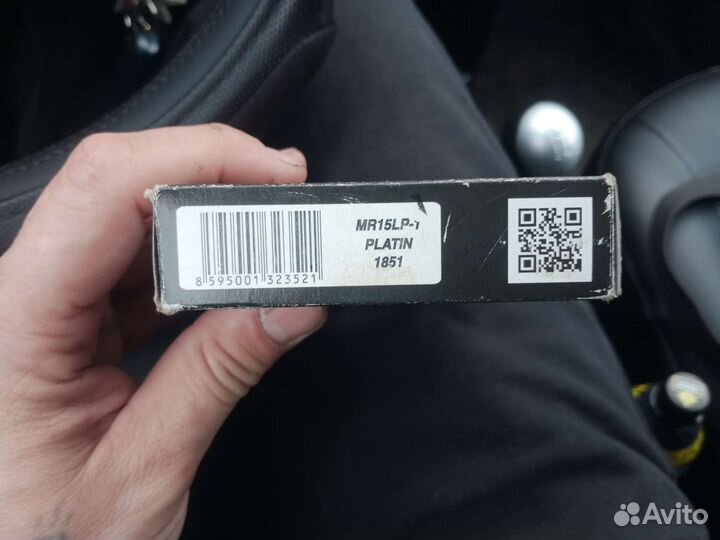 MR15LP-1
PLATIN
1851
8 595001 323521
Avito